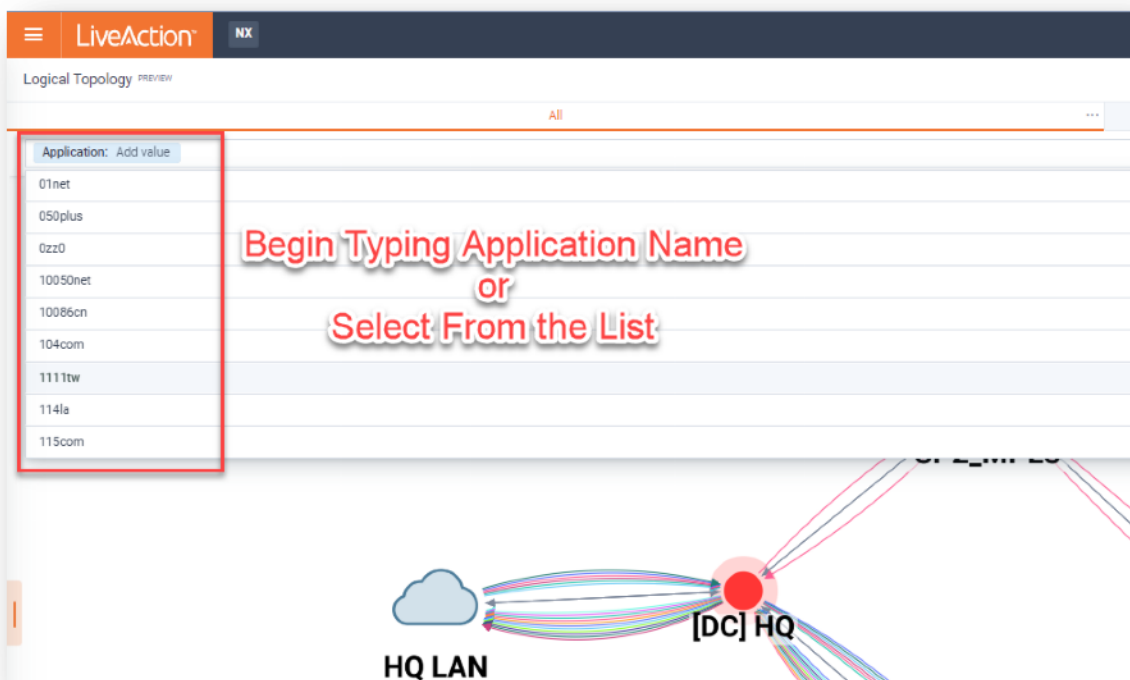 LiveAction
NX
Logical Topology PREVIEW
All
...
Application: Add value
01net
050plus
0zz0
10050net
10086cn
104com
1111tw
114la
115com
Begin Typing Application Name
or
Select From the List
[DC] HQ
HQ LAN